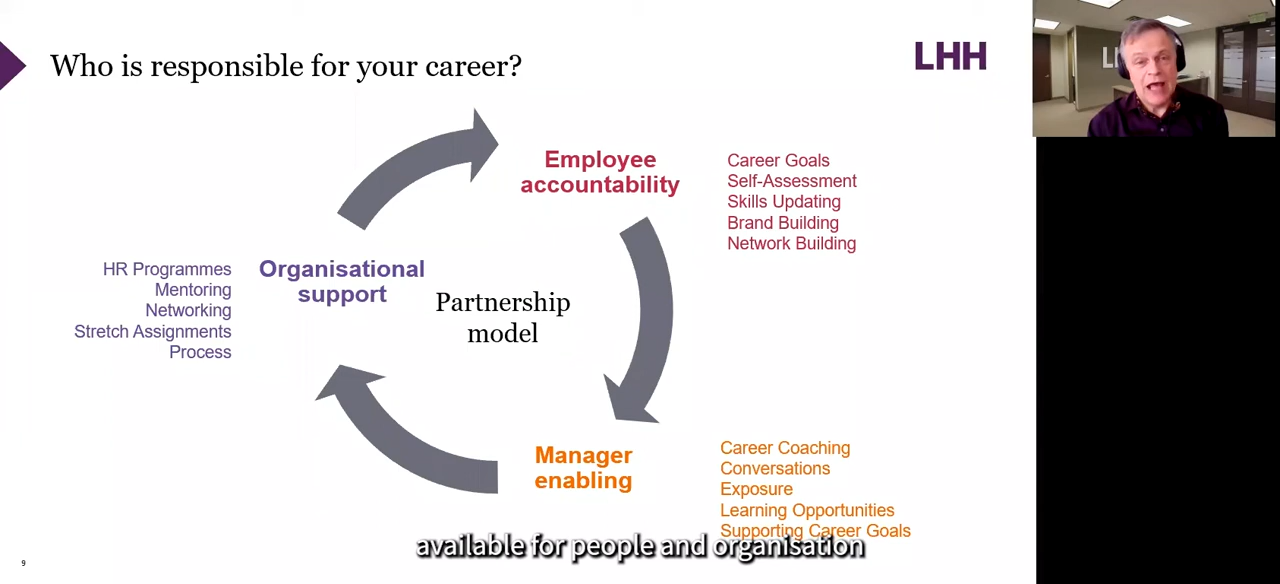 Who is responsible for your career?
LHH
LH
Employee
accountability
Career Goals
Self-Assessment
Skills Updating
Brand Building
Network Building
HR Programmes
Mentoring
Networking
Stretch Assignments
Process
Organisational
support
Partnership
model
Manager
enabling
Career Coaching
Conversations
Exposure
Learning Opportunities
Supporting Career Goals
available for people and organisation
9